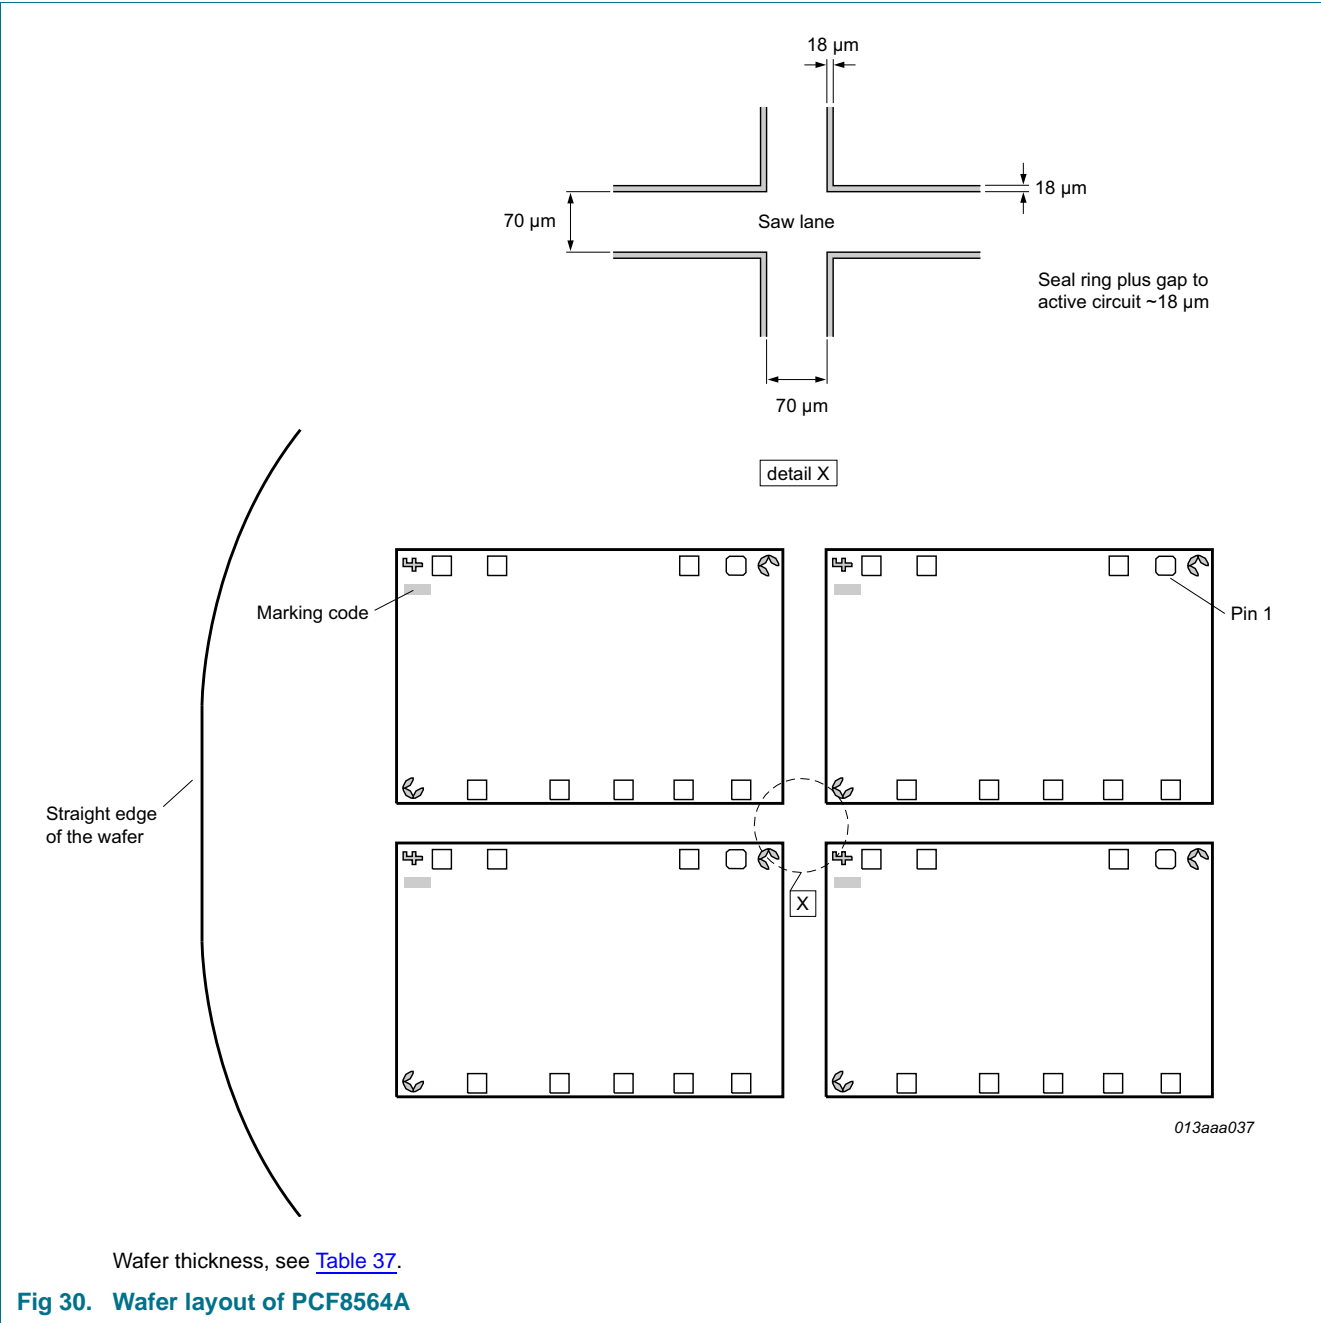 18 µm
18 µm
70 µm
Saw lane
Seal ring plus gap to
active circuit ~18 µm
70 µm
detail X
Marking code
Pin 1
Straight edge
of the wafer
X
013aaa037
Wafer thickness, see Table 37.
Fig 30. Wafer layout of PCF8564A